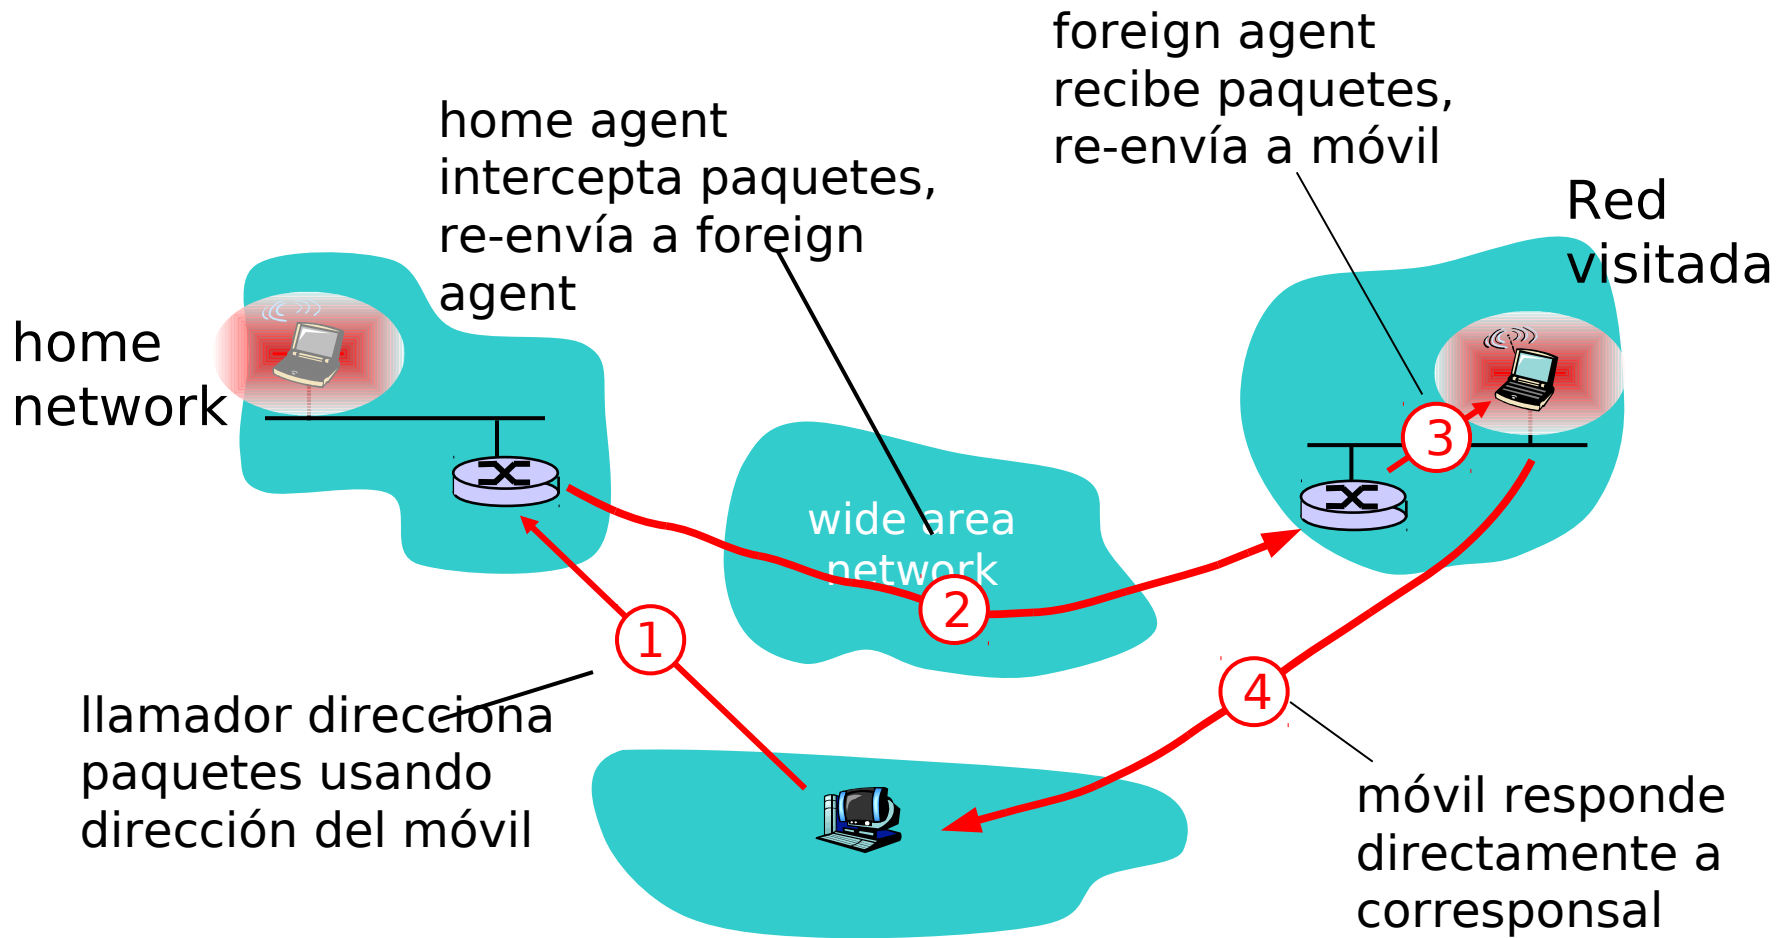 foreign agent
recibe paquetes,
re-envía a móvil
home agent
intercepta paquetes,
re-envía a foreign
agent
Red
visitada
home
network
wide area
network
3
2
1
4
llamador direcciona
paquetes usando
dirección del móvil
móvil responde
directamente a
corresponsal